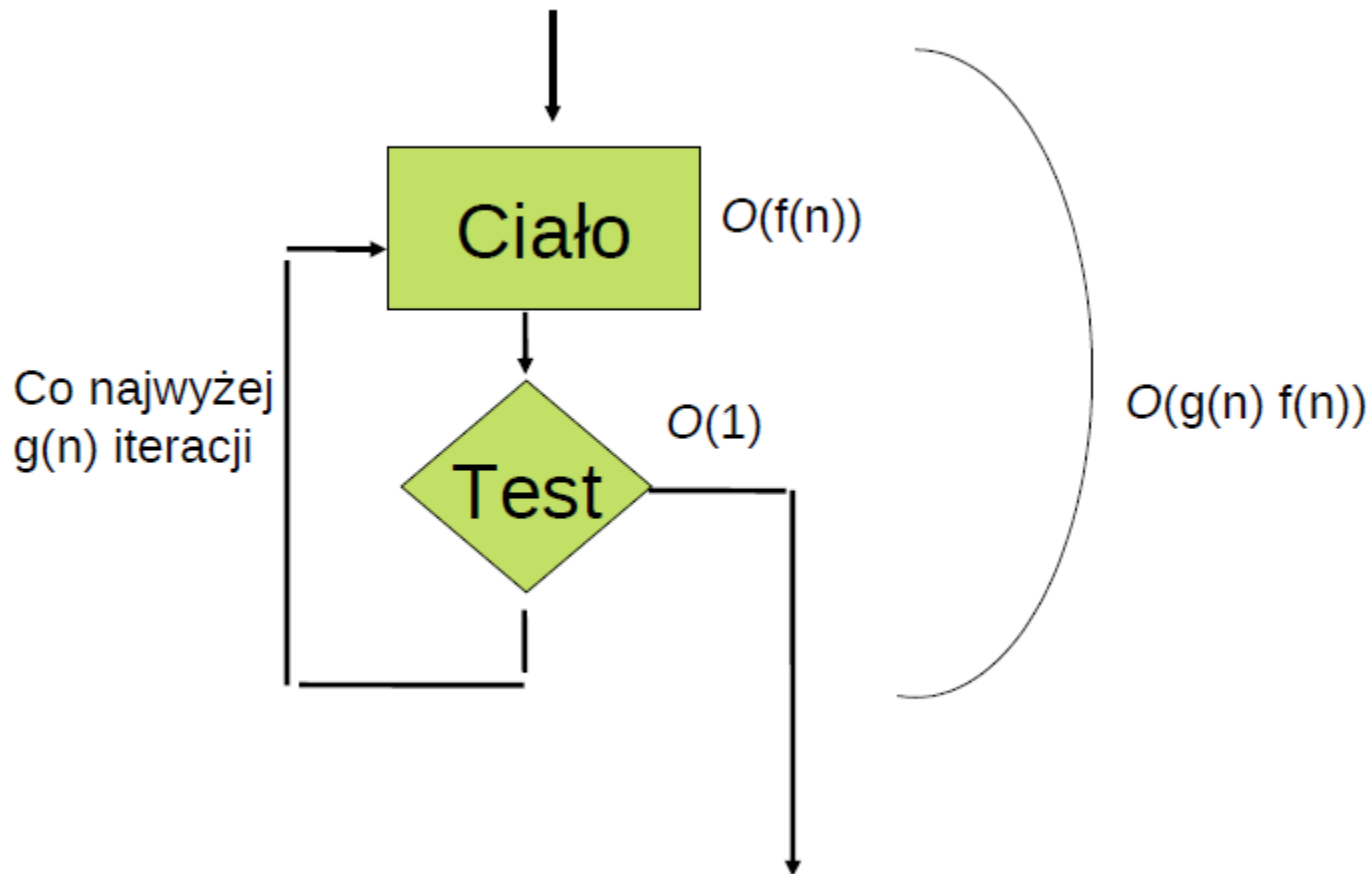 Ciało
O(f(n))
Co najwyżej
g(n) iteracji
O(1)
Test
O(g(n) f(n))